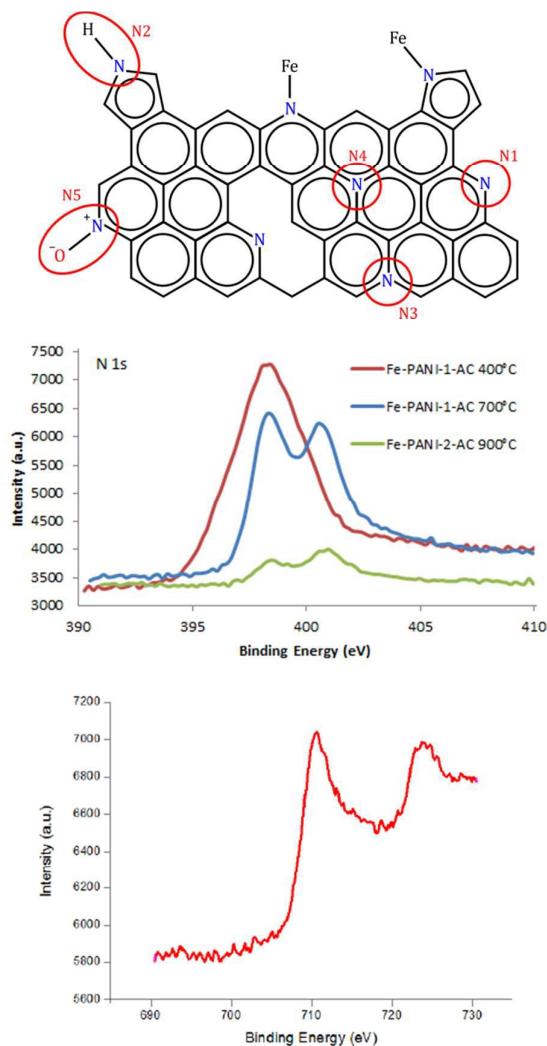 H
N2
Fe
Fe
N
N
N
N4
N1
N
N
N5
N
+
N
−O
N
N3
7500
N 1s
Fe-PANI-1-AC 400°C
7000
6500
Fe-PANI-1-AC 700°C
6000
Fe-PANI-2-AC 900°C
5500
5000
4500
4000
3500
3000
Intensity (a.u.)
390
395
400
405
410
Binding Energy (eV)
7200
7000
6800
6600
6400
6200
6000
5800
5600
Intensity (a.u.)
690
700
710
720
730
Binding Energy (eV)